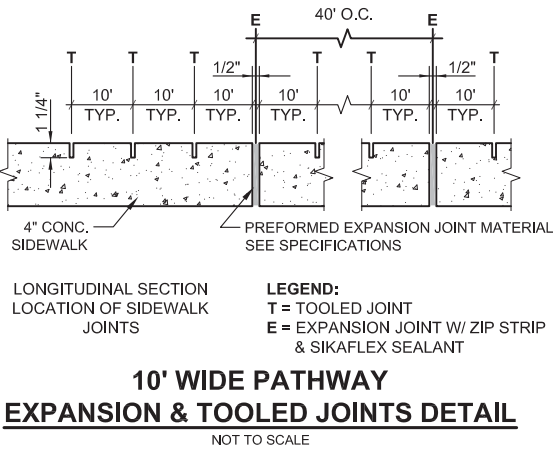 E
40' O.C.
E
T
T
T
1/2"
T
T
1/2"
T
10'
TYP.
10'
TYP.
10'
TYP.
10'
TYP.
10'
TYP.
10'
TYP.
1 1/4"
4" CONC.
SIDEWALK
PREFORMED EXPANSION JOINT MATERIAL
SEE SPECIFICATIONS
LONGITUDINAL SECTION
LOCATION OF SIDEWALK
JOINTS
LEGEND:
T = TOOLED JOINT
E = EXPANSION JOINT W/ ZIP STRIP
& SIKAFLEX SEALANT
10' WIDE PATHWAY
EXPANSION & TOOLED JOINTS DETAIL
NOT TO SCALE